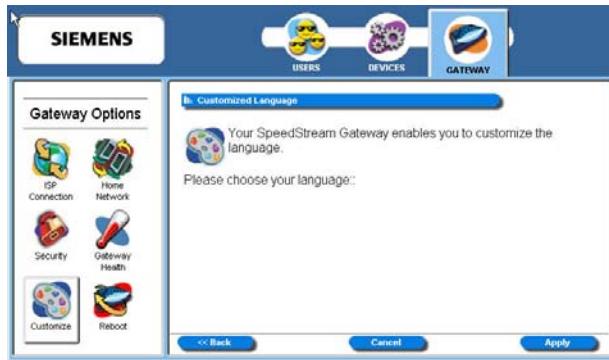 SIEMENS
USERS
DEVICES
GATEWAY
Gateway Options
ISP
Connection
Home
Network
Security
Gateway
Health
Customize
Reboot
Customized Language
Your SpeedStream Gateway enables you to customize the
language.
Please choose your language::
<< Back
Cancel
Apply